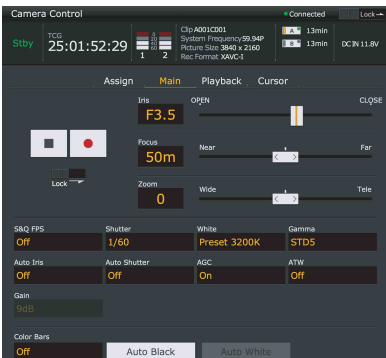 Camera Control
Connected
Lock
Stby
TCG
25:01:52:29
1 2
Clip A001C001
System Frequency 59.94P
Picture Size 3840 x 2160
Rec Format XAVC-I
A 13min
B 13min
DC IN 11.8V
Assign Main Playback Cursor
Iris
F3.5
OPEN CLOSE
Focus
50m
Near Far
Lock
Zoom
0
Wide Tele
S&Q FPS Shutter White Gamma
Off 1/60 Preset 3200K STD5
Auto Iris Auto Shutter AGC ATW
Off Off On Off
Gain
9dB
Color Bars
Off Auto Black Auto White